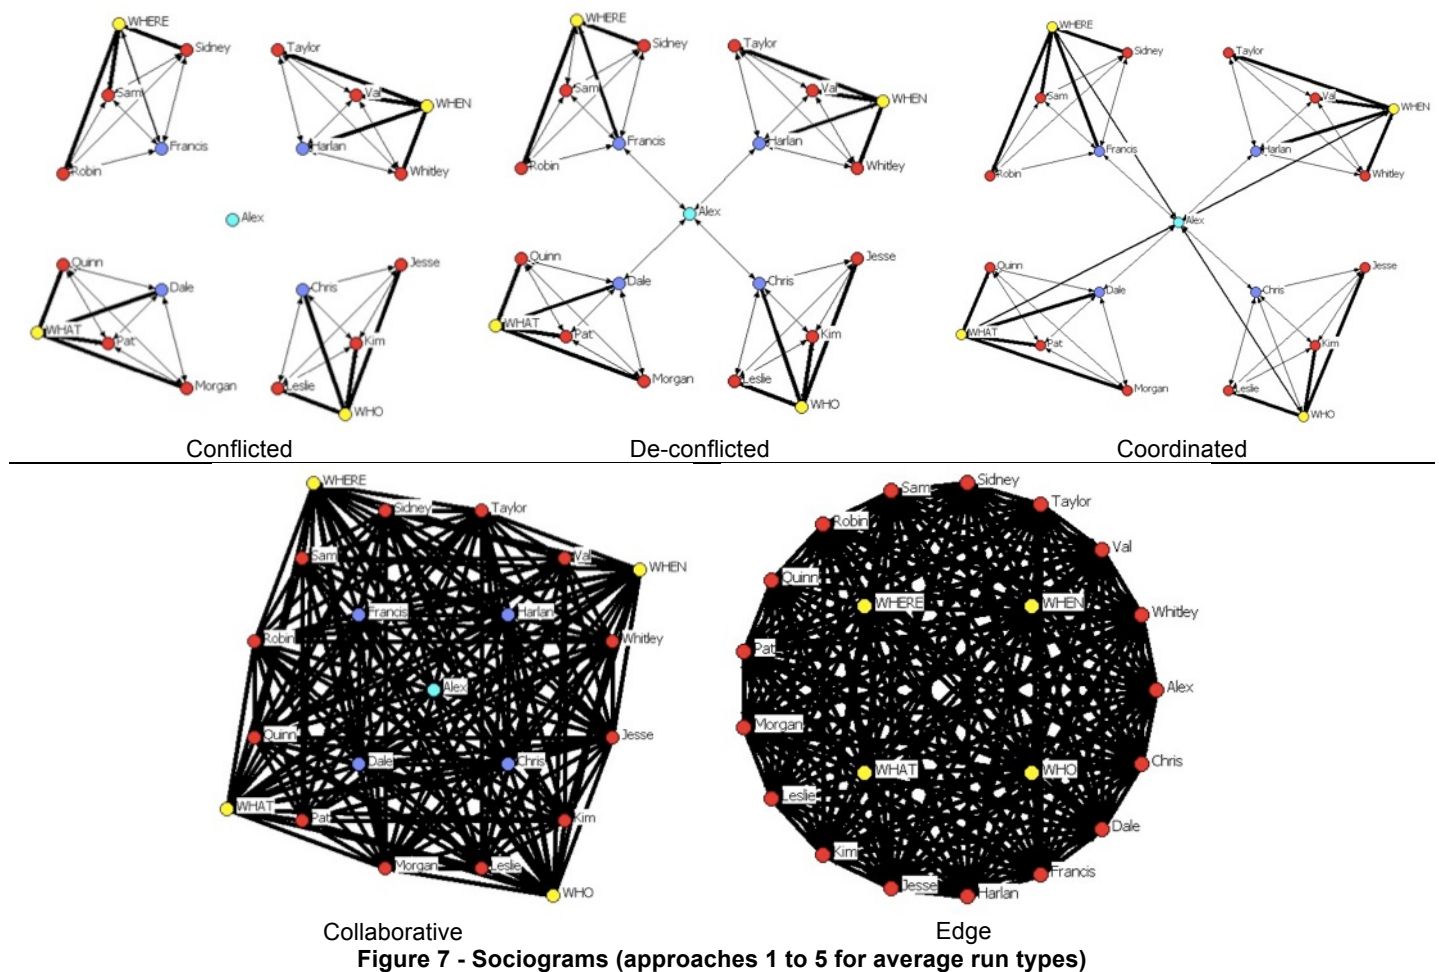 WHERE
Sidney
Sam
Francis
Robin
Taylor
Val
WHEN
Harlan
Whitley
Alex
Quinn
Dale
WHAT
Pat
Morgan
Jesse
Chris
Kim
Leslie
WHO
Conflicted
WHERE
Sidney
Sam
Francis
Robin
Taylor
Val
WHEN
Harlan
Whitley
Alex
Quinn
Dale
WHAT
Pat
Morgan
Jesse
Chris
Kim
Leslie
WHO
De-conflicted
WHERE
Sidney
Sam
Francis
Robin
Taylor
Val
WHEN
Harlan
Whitley
Alex
Quinn
Dale
WHAT
Pat
Morgan
Jesse
Chris
Kim
Leslie
WHO
Coordinated
WHERE
Sidney
Taylor
Sam
Val
WHEN
Francis
Harlan
Robin
Whitley
Alex
Quinn
Jesse
Dale
Chris
WHAT
Pat
Kim
Morgan
Leslie
WHO
Collaborative
Sidney
Sam
Taylor
Robin
Val
Quinn
WHERE
WHEN
Whitley
Pat
Alex
Morgan
Chris
WHAT
WHO
Leslie
Dale
Kim
Francis
Jesse
Harlan
Edge
Figure 7 - Sociograms (approaches 1 to 5 for average run types)